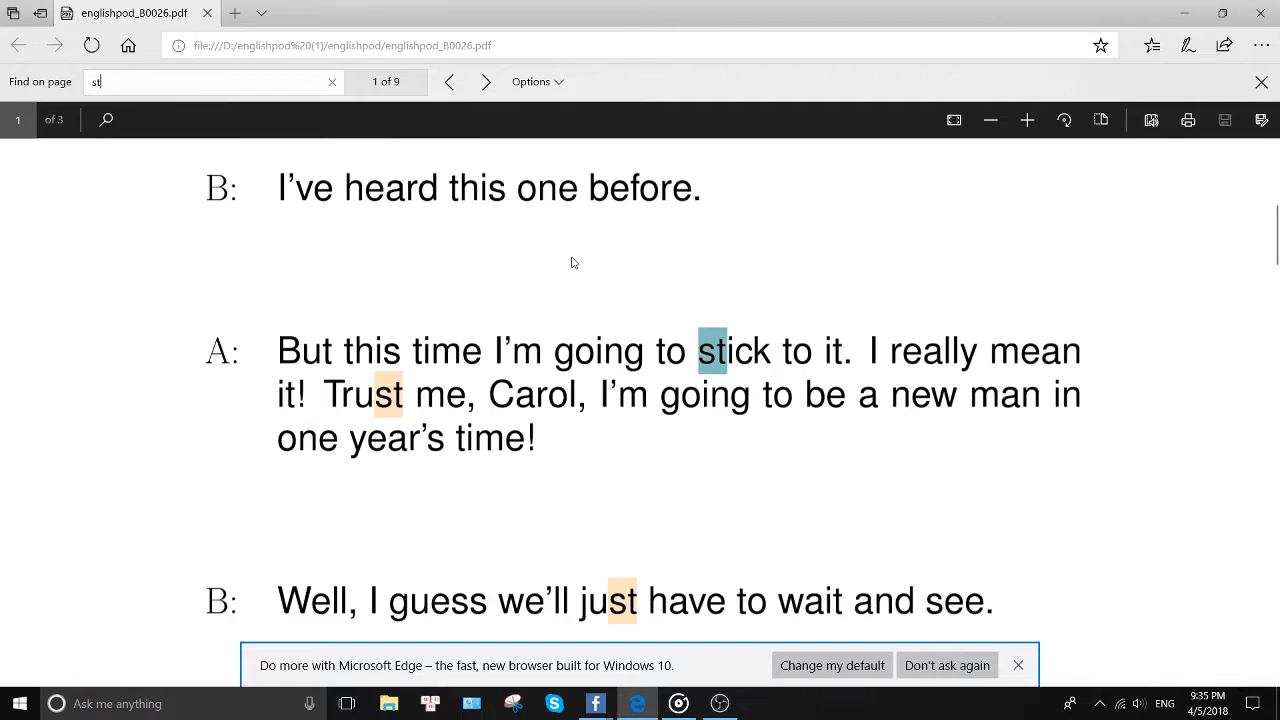 englishpod_B0026.pdf
file:///D:/englishpod%20(1)/englishpod/englishpod_B0026.pdf
Find on page st 1 of 9 Options
1 of 3
B: I've heard this one before.
A: But this time I'm going to stick to it. I really mean
it! Trust me, Carol, I'm going to be a new man in
one year's time!
B: Well, I guess we'll just have to wait and see.
Do more with Microsoft Edge – the fast, new browser built for Windows 10. Change my default Don't ask again
Ask me anything
ENG
9:35 PM
4/5/2018